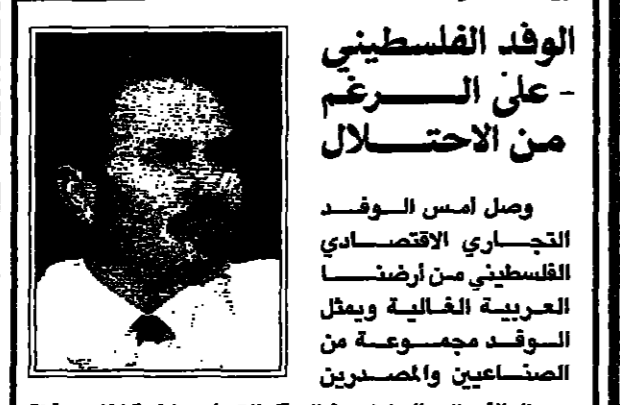 الوفد الفلسطيني
- على الرغم
من الاحتلال
وصل امس الوفد
التجاري الاقتصادي
الفلسطيني من أرضنا
العربية الغالية ويمثل
الوفد مجموعة من
الصناعيين والمصدرين